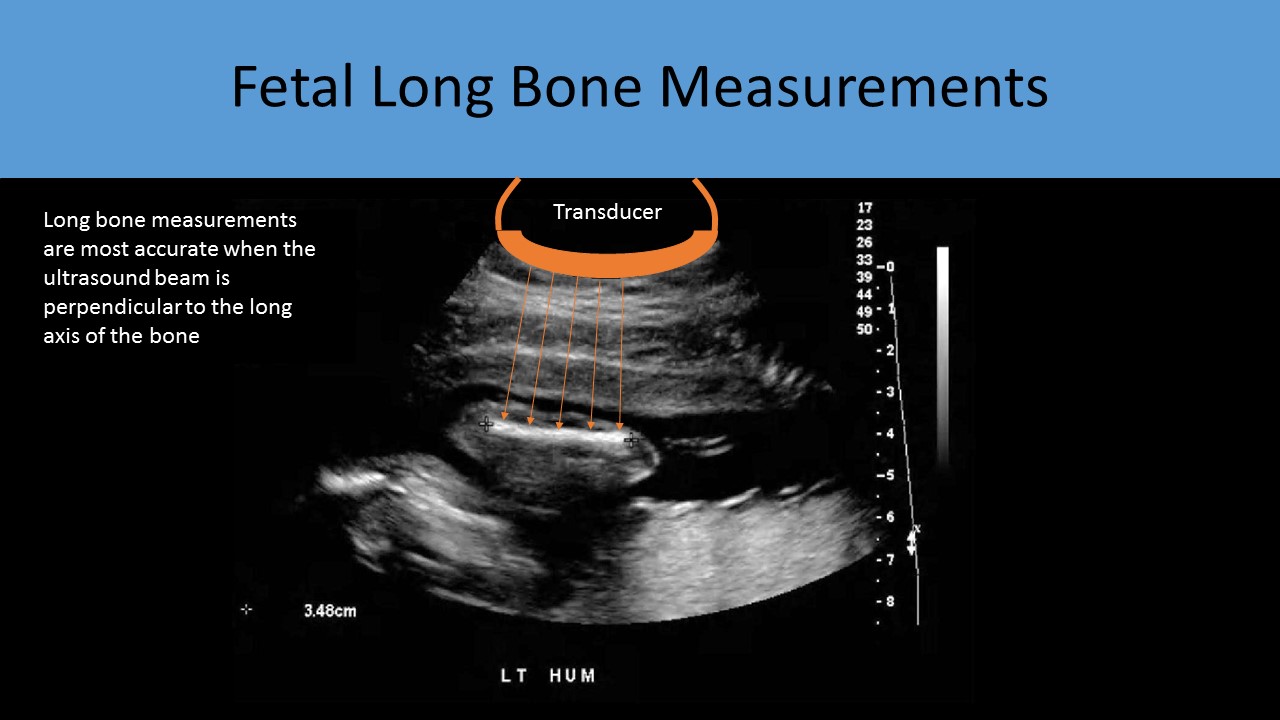 Fetal Long Bone Measurements
Long bone measurements
are most accurate when the
ultrasound beam is
perpendicular to the long
axis of the bone
Transducer
17
23
26
33
39
44
49
50
0
1
2
3
4
5
6
x
7
8
3.48cm
LT HUM